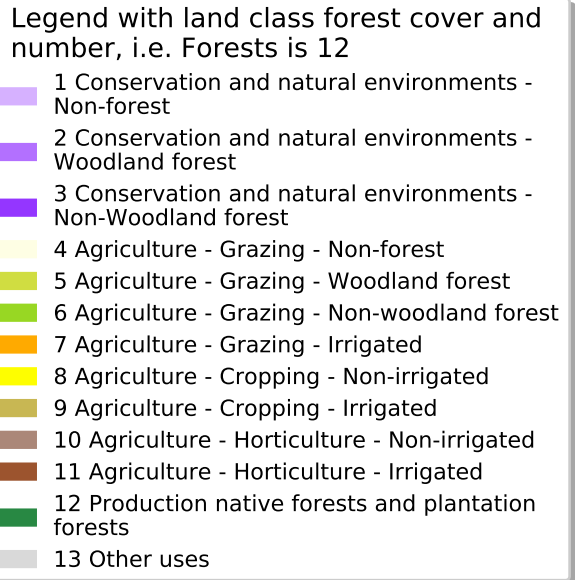 Legend with land class forest cover and
number, i.e. Forests is 12
1 Conservation and natural environments -
Non-forest
2 Conservation and natural environments -
Woodland forest
3 Conservation and natural environments -
Non-Woodland forest
4 Agriculture - Grazing - Non-forest
5 Agriculture - Grazing - Woodland forest
6 Agriculture - Grazing - Non-woodland forest
7 Agriculture - Grazing - Irrigated
8 Agriculture - Cropping - Non-irrigated
9 Agriculture - Cropping - Irrigated
10 Agriculture - Horticulture - Non-irrigated
11 Agriculture - Horticulture - Irrigated
12 Production native forests and plantation
forests
13 Other uses